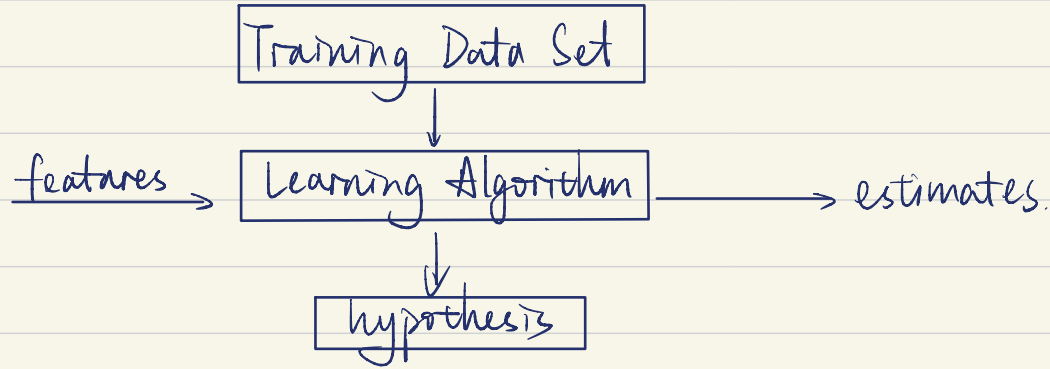 Training Data Set
features
Learning Algorithm
estimates.
hypothesis